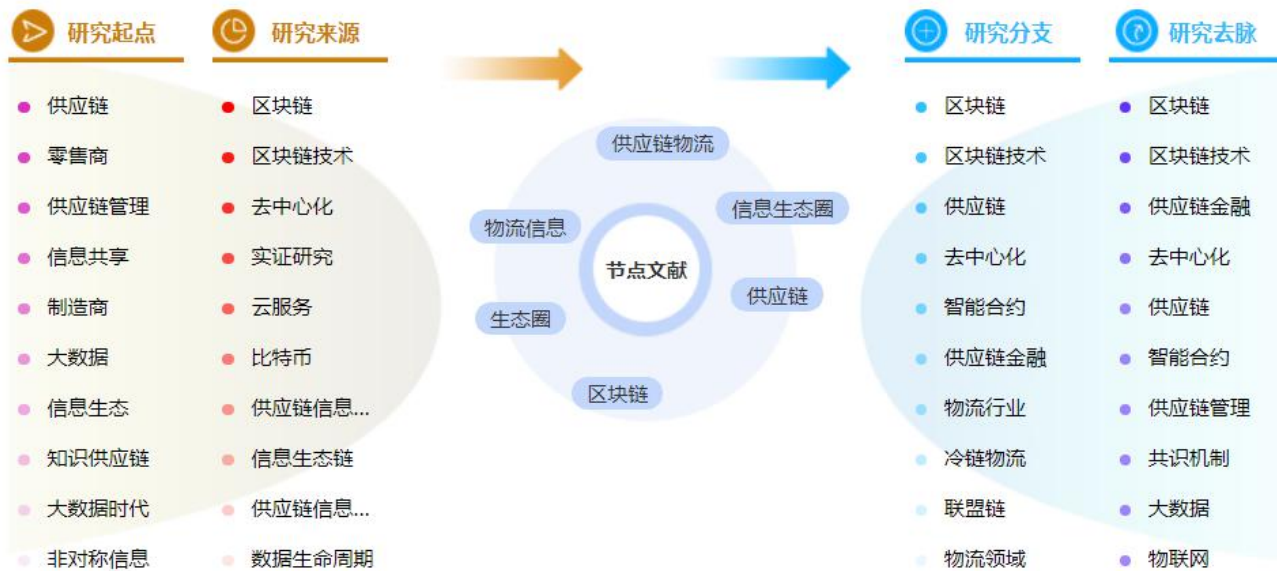 研究起点
供应链
零售商
供应链管理
信息共享
制造商
大数据
信息生态
知识供应链
大数据时代
非对称信息
研究来源
区块链
区块链技术
去中心化
实证研究
云服务
比特币
供应链信息...
信息生态链
供应链信息...
数据生命周期
供应链物流
信息生态圈
物流信息
节点文献
供应链
生态圈
区块链
研究分支
区块链
区块链技术
供应链
去中心化
智能合约
供应链金融
物流行业
冷链物流
联盟链
物流领域
研究去脉
区块链
区块链技术
供应链金融
去中心化
供应链
智能合约
供应链管理
共识机制
大数据
物联网